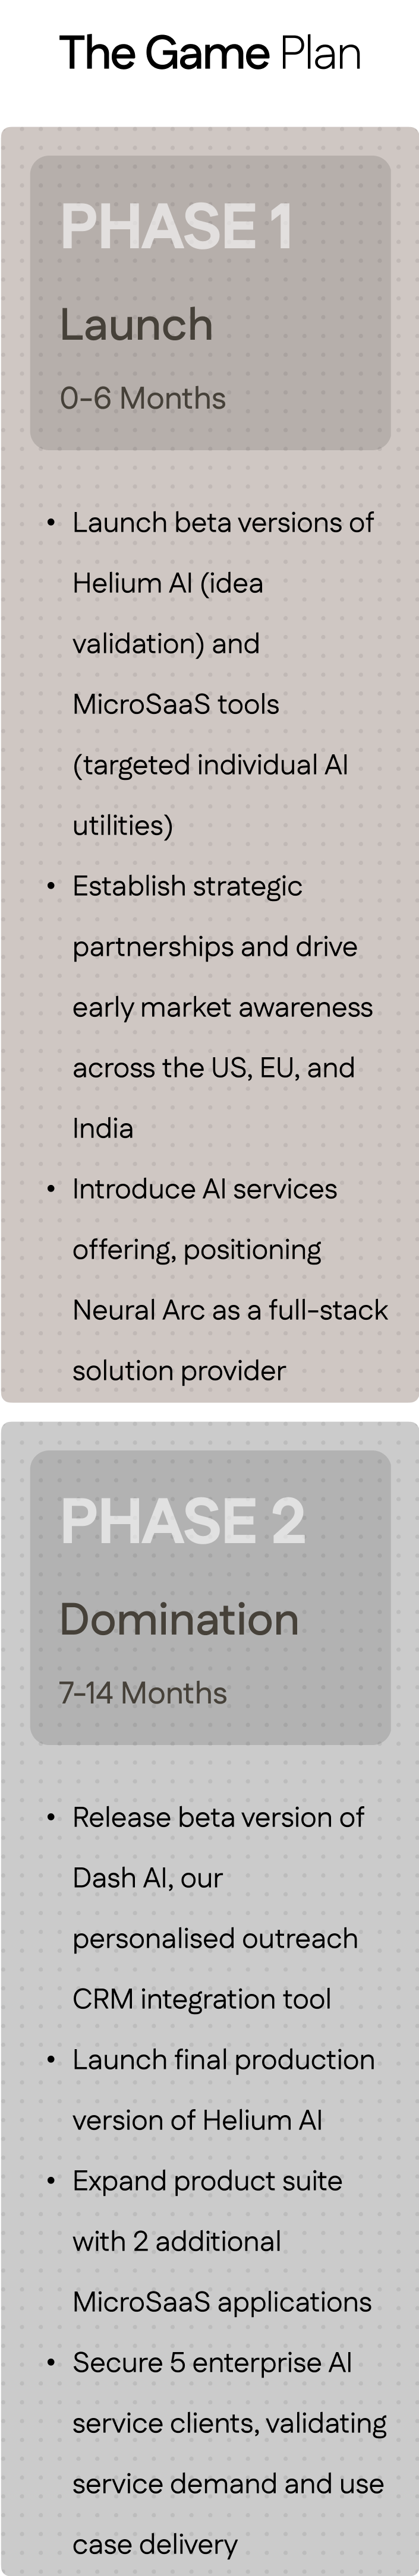 The Game Plan
PHASE 1
Launch
0-6 Months
• Launch beta versions of
Helium AI (idea
validation) and
MicroSaaS tools
(targeted individual AI
utilities)
• Establish strategic
partnerships and drive
early market awareness
across the US, EU, and
India
• Introduce AI services
offering, positioning
Neural Arc as a full-stack
solution provider
PHASE 2
Domination
7-14 Months
• Release beta version of
Dash AI, our
personalised outreach
CRM integration tool
• Launch final production
version of Helium AI
• Expand product suite
with 2 additional
MicroSaaS applications
• Secure 5 enterprise AI
service clients, validating
service demand and use
case delivery